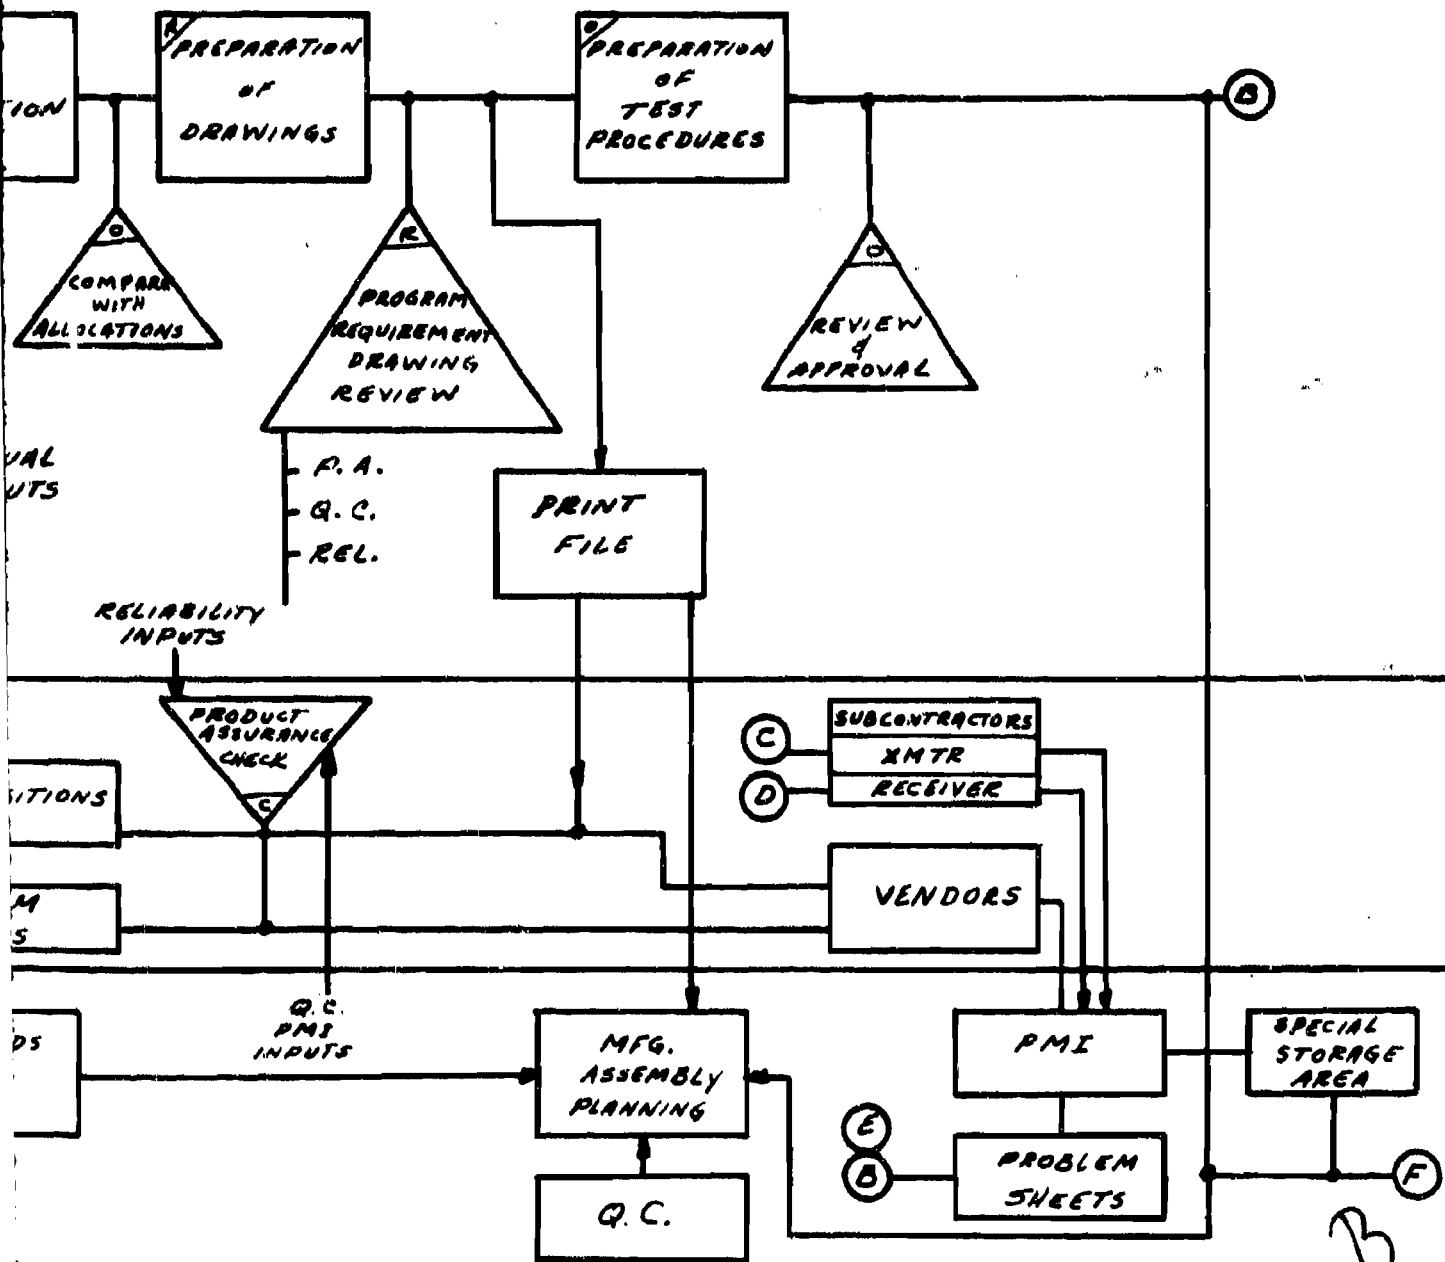 TION
R
PREPARATION
OF
DRAWINGS
O
PREPARATION
OF
TEST
PROCEDURES
B
O
COMPARE
WITH
ALLOCATIONS
R
PROGRAM
REQUIREMENT
DRAWING
REVIEW
O
REVIEW
&
APPROVAL
UAL
UTS
P.A.
Q.C.
REL.
PRINT
FILE
RELIABILITY
INPUTS
PRODUCT
ASSURANCE
CHECK
C
C
D
SUBCONTRACTORS
XMTR
RECEIVER
SITIONS
M
S
VENDORS
DS
Q.C.
PMI
INPUTS
MFG.
ASSEMBLY
PLANNING
PMI
SPECIAL
STORAGE
AREA
E
B
PROBLEM
SHEETS
F
Q.C.
B